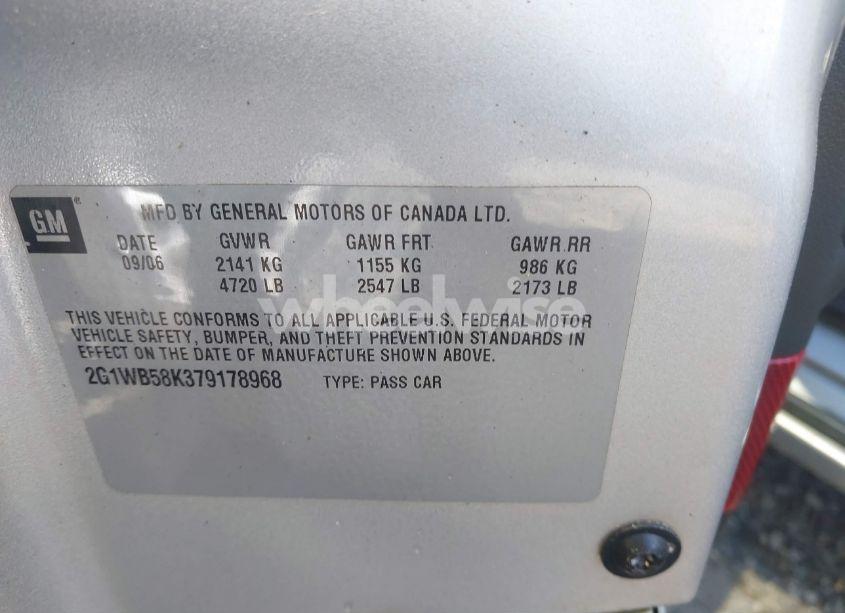 GM
MFD BY GENERAL MOTORS OF CANADA LTD.
DATE GVWR GAWR FRT GAWR RR
09/06 2141 KG 1155 KG 986 KG
4720 LB 2547 LB 2173 LB
wheelwise
THIS VEHICLE CONFORMS TO ALL APPLICABLE U.S. FEDERAL MOTOR
VEHICLE SAFETY, BUMPER, AND THEFT PREVENTION STANDARDS IN
EFFECT ON THE DATE OF MANUFACTURE SHOWN ABOVE.
2G1WB58K379178968 TYPE: PASS CAR